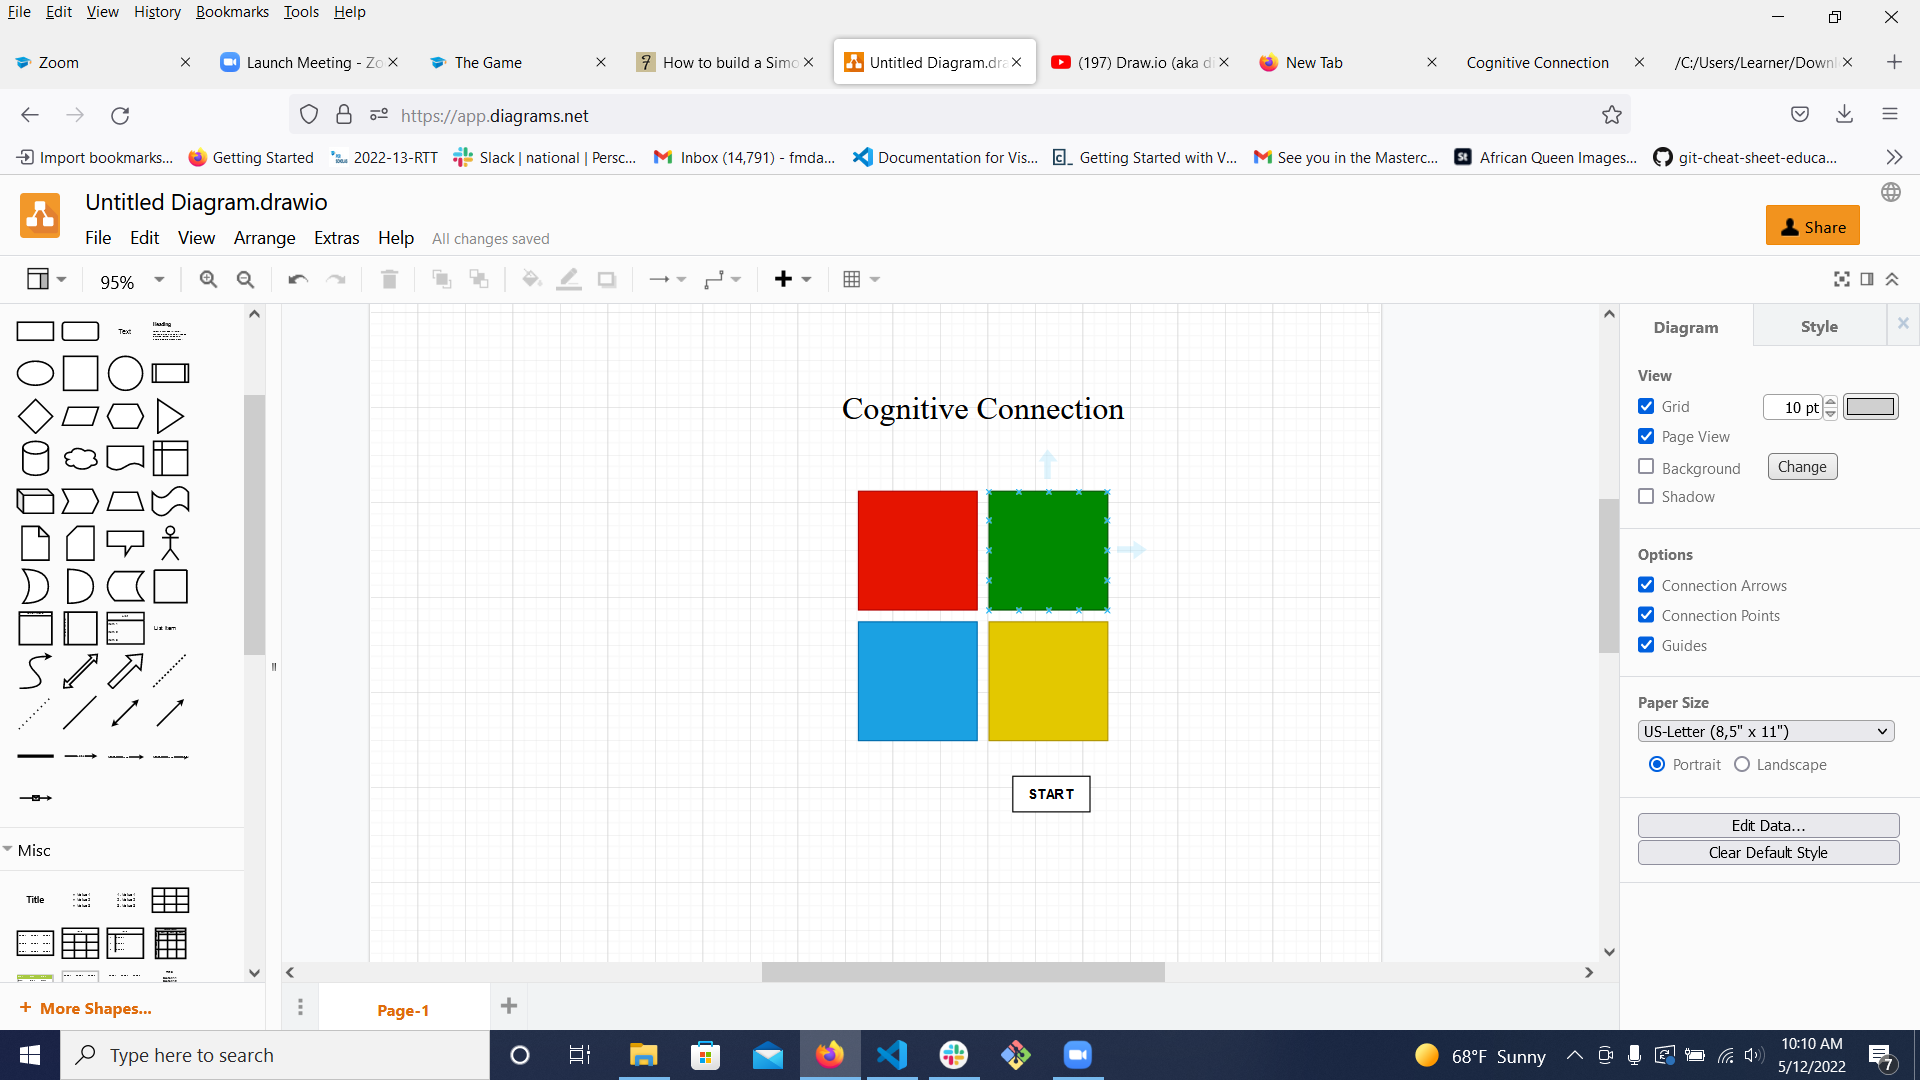 File Edit View History Bookmarks Tools Help
Zoom
Launch Meeting - Zo
The Game
How to build a Simo
Untitled Diagram.dra
(197) Draw.io (aka di
New Tab
Cognitive Connection
/C:/Users/Learner/Downl
https://app.diagrams.net
Import bookmarks...
Getting Started
2022-13-RTT
Slack | national | Persc...
Inbox (14,791) - fmda...
Documentation for Vis...
Getting Started with V...
See you in the Masterc...
African Queen Images...
git-cheat-sheet-educa...
Untitled Diagram.drawio
File Edit View Arrange Extras Help All changes saved
Share
95%
Text
Heading
List Item
Misc
Title
+ More Shapes...
Cognitive Connection
START
Page-1
Diagram
Style
View
Grid
10 pt
Page View
Background
Change
Shadow
Options
Connection Arrows
Connection Points
Guides
Paper Size
US-Letter (8,5" x 11")
Portrait
Landscape
Edit Data...
Clear Default Style
Type here to search
68°F Sunny
10:10 AM
5/12/2022
7